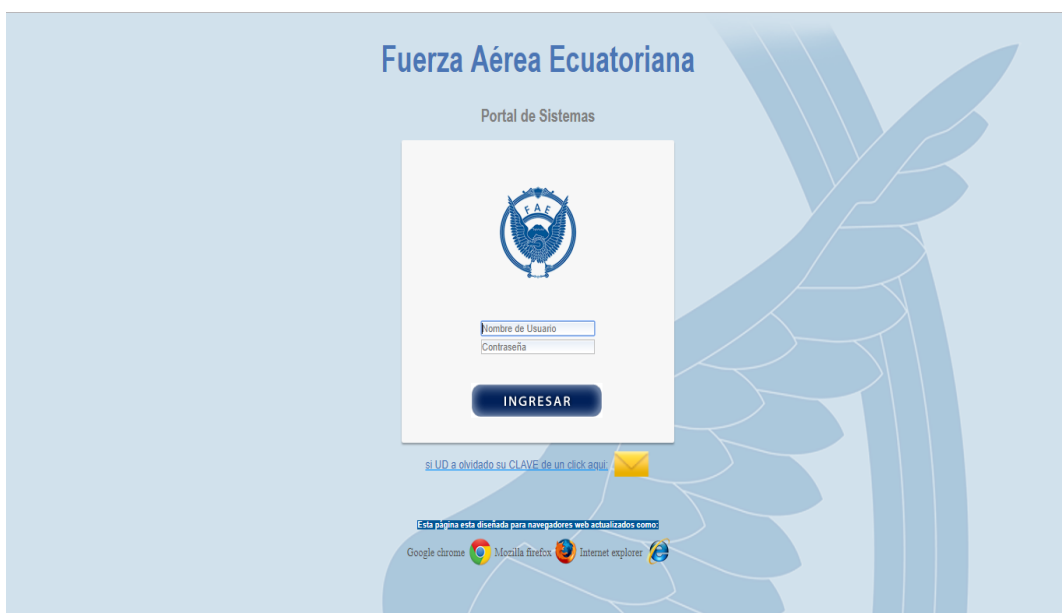 Fuerza Aérea Ecuatoriana
Portal de Sistemas
FAE
Nombre de Usuario
Contraseña
INGRESAR
si UD a olvidado su CLAVE de un click aqui:
Esta página esta diseñada para navegadores web actualizados como:
Google chrome Mozilla firefox Internet explorer